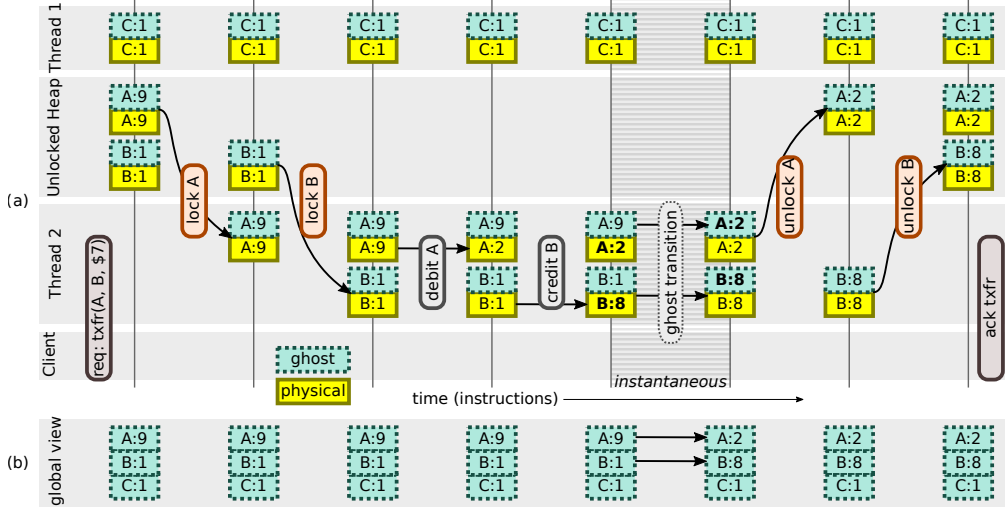 Thread 1
C:1 C:1 C:1 C:1 C:1 C:1 C:1 C:1
C:1 C:1 C:1 C:1 C:1 C:1 C:1 C:1
(a)
Unlocked Heap
A:9 A:2 A:2
A:9 A:2 A:2
B:1 B:1 B:8
B:1 B:1 B:8
lock A
lock B
unlock A
unlock B
Thread 2
A:9 A:9 A:9 A:9 A:2
A:9 A:9 A:2 A:2 A:2
B:1 B:1 B:1 B:8 B:8
B:1 B:1 B:8 B:8 B:8
debit A
credit B
ghost transition
req: txfr(A, B, $7)
ack txfr
Client
ghost
physical
instantaneous
time (instructions)
(b)
global view
A:9 A:9 A:9 A:9 A:9 A:2 A:2 A:2
B:1 B:1 B:1 B:1 B:1 B:8 B:8 B:8
C:1 C:1 C:1 C:1 C:1 C:1 C:1 C:1